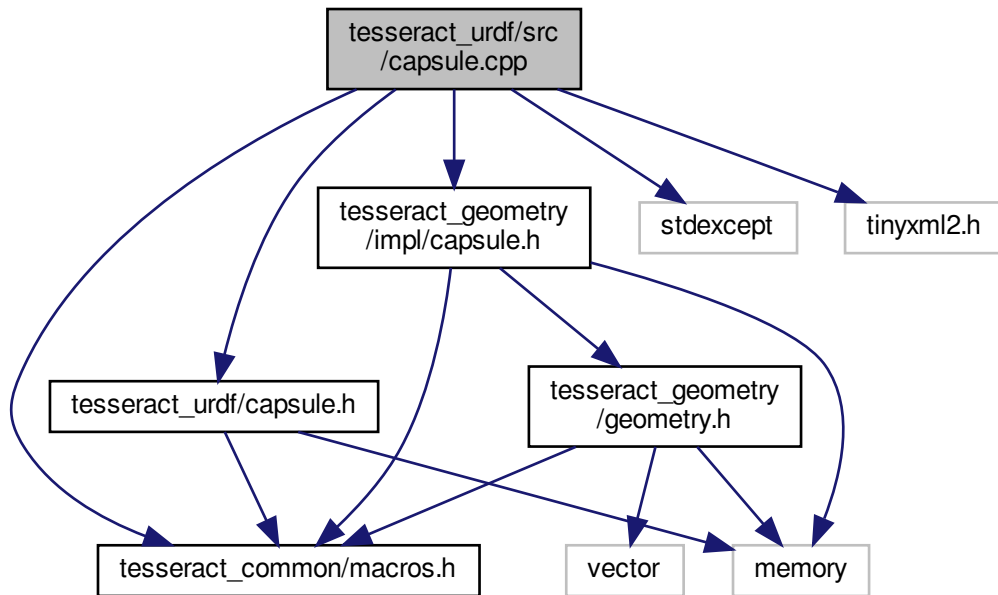 tesseract_urdf/src
/capsule.cpp
tesseract_geometry
/impl/capsule.h
stdexcept
tinyxml2.h
tesseract_urdf/capsule.h
tesseract_geometry
/geometry.h
tesseract_common/macros.h
vector
memory